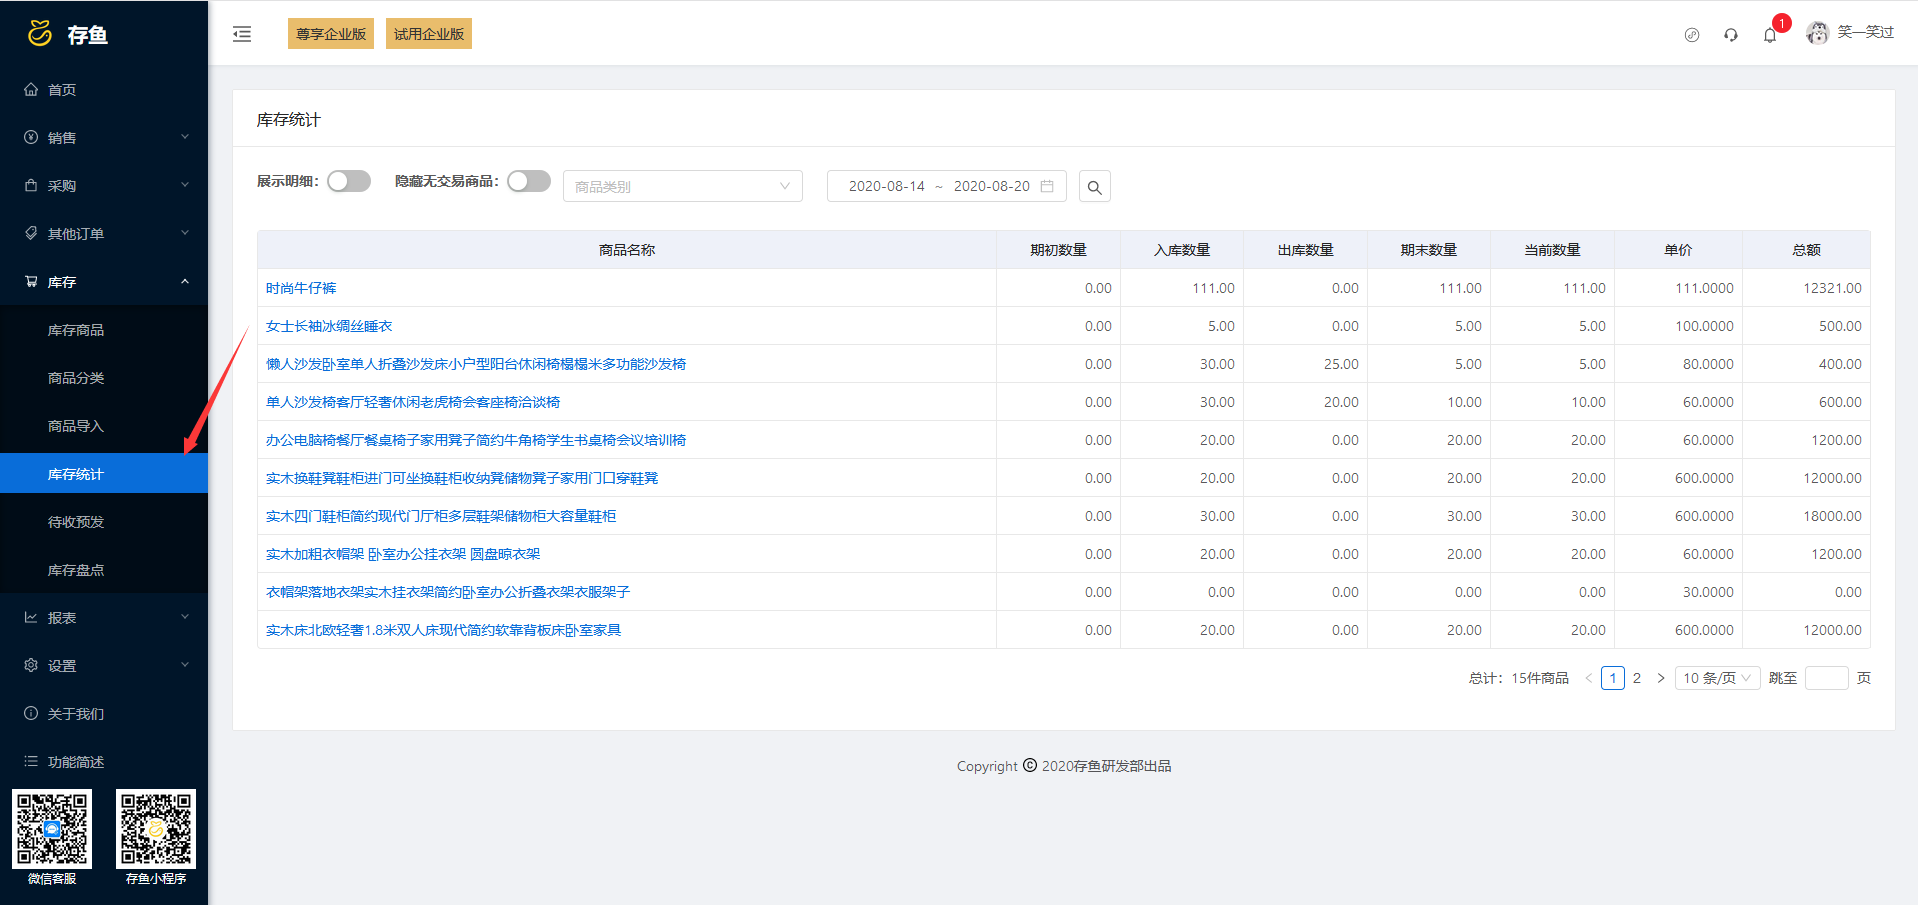 存鱼
尊享企业版 试用企业版
1
笑一笑过
首页
销售
采购
其他订单
库存
库存商品
商品分类
商品导入
库存统计
待收预发
库存盘点
报表
设置
关于我们
功能简述
微信客服 存鱼小程序
库存统计
展示明细: 隐藏无交易商品: 商品类别 2020-08-14 ~ 2020-08-20
商品名称 期初数量 入库数量 出库数量 期末数量 当前数量 单价 总额
时尚牛仔裤 0.00 111.00 0.00 111.00 111.00 111.0000 12321.00
女士长袖冰绸丝睡衣 0.00 5.00 0.00 5.00 5.00 100.0000 500.00
懒人沙发卧室单人折叠沙发床小户型阳台休闲椅榻榻米多功能沙发椅 0.00 30.00 25.00 5.00 5.00 80.0000 400.00
单人沙发椅客厅轻奢休闲老虎椅会客座椅洽谈椅 0.00 30.00 20.00 10.00 10.00 60.0000 600.00
办公电脑椅餐厅餐桌椅子家用凳子简约牛角椅学生书桌椅会议培训椅 0.00 20.00 0.00 20.00 20.00 60.0000 1200.00
实木换鞋凳鞋柜进门可坐换鞋柜收纳凳储物凳子家用门口穿鞋凳 0.00 20.00 0.00 20.00 20.00 600.0000 12000.00
实木四门鞋柜简约现代门厅柜多层鞋架储物柜大容量鞋柜 0.00 30.00 0.00 30.00 30.00 600.0000 18000.00
实木加粗衣帽架 卧室办公挂衣架 圆盘晾衣架 0.00 20.00 0.00 20.00 20.00 60.0000 1200.00
衣帽架落地衣架实木挂衣架简约卧室办公折叠衣架衣服架子 0.00 0.00 0.00 0.00 0.00 30.0000 0.00
实木床北欧轻奢1.8米双人床现代简约软靠背板床卧室家具 0.00 20.00 0.00 20.00 20.00 600.0000 12000.00
总计: 15件商品 < 1 2 > 10 条/页 跳至 页
Copyright © 2020存鱼研发部出品